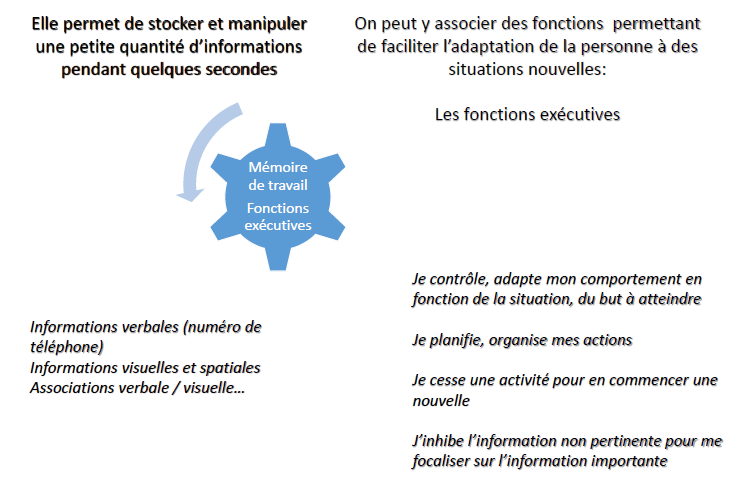 Elle permet de stocker et manipuler
une petite quantité d'informations
pendant quelques secondes
On peut y associer des fonctions permettant
de faciliter l'adaptation de la personne à des
situations nouvelles:
Les fonctions exécutives
Mémoire
de travail
Fonctions
exécutives
Informations verbales (numéro de
téléphone)
Informations visuelles et spatiales
Associations verbale / visuelle…
Je contrôle, adapte mon comportement en
fonction de la situation, du but à atteindre
Je planifie, organise mes actions
Je cesse une activité pour en commencer une
nouvelle
J'inhibe l'information non pertinente pour me
focaliser sur l'information importante